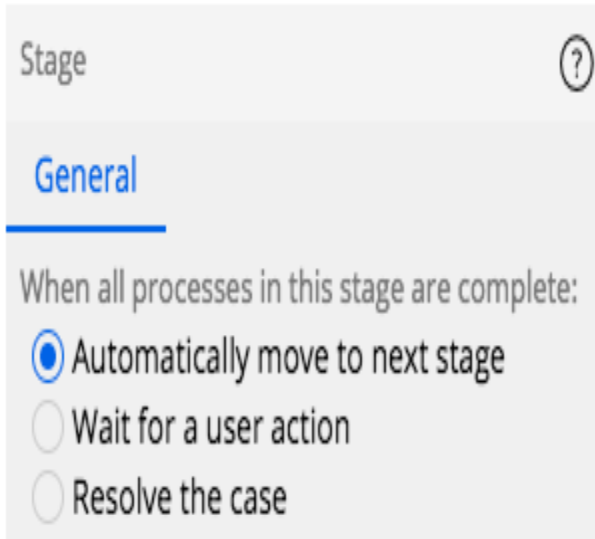 Stage
?
General
When all processes in this stage are complete:
Automatically move to next stage
Wait for a user action
Resolve the case